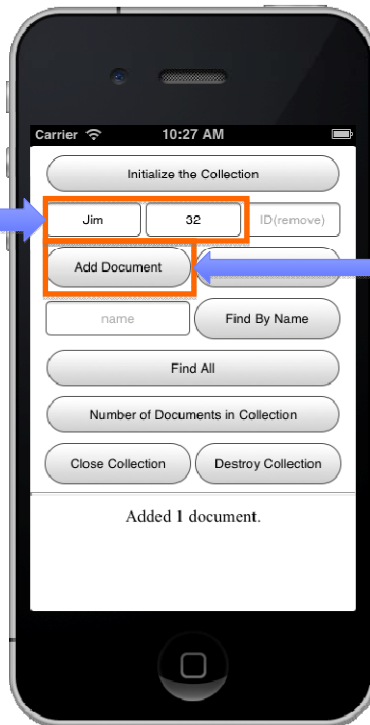 Carrier 10:27 AM
Initialize the Collection
Jim 32 ID(remove)
Add Document
name Find By Name
Find All
Number of Documents in Collection
Close Collection Destroy Collection
Added 1 document.